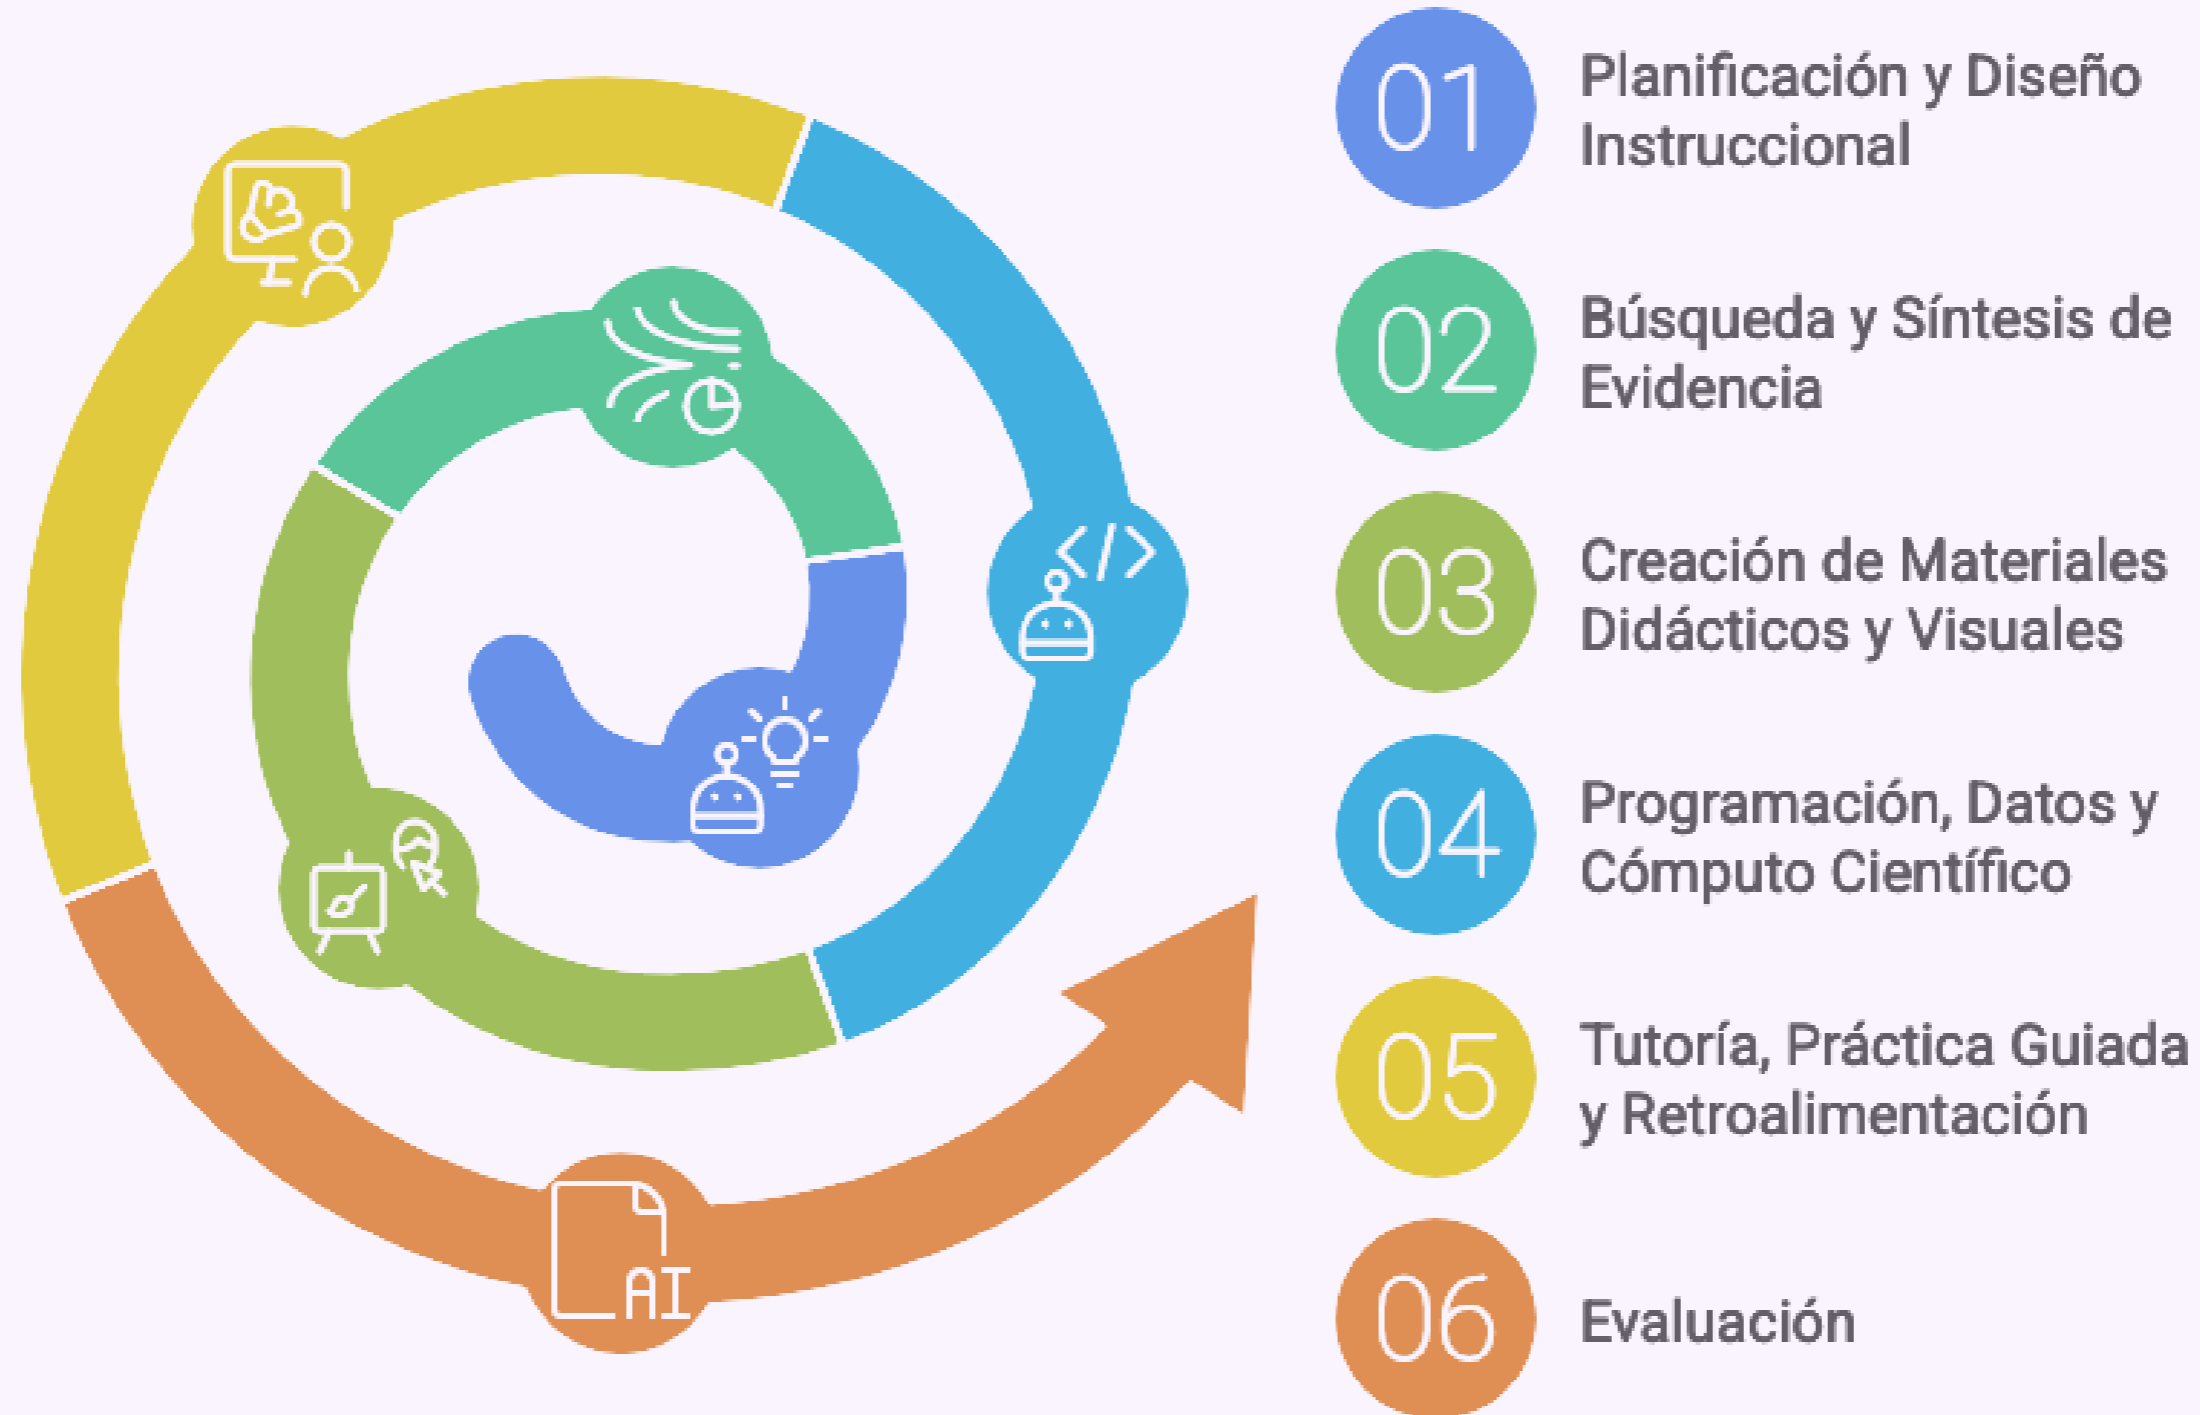 01
Planificación y Diseño
Instruccional
02
Búsqueda y Síntesis de
Evidencia
03
Creación de Materiales
Didácticos y Visuales
</>
04
Programación, Datos y
Cómputo Científico
05
Tutoría, Práctica Guiada
y Retroalimentación
AI
06
Evaluación